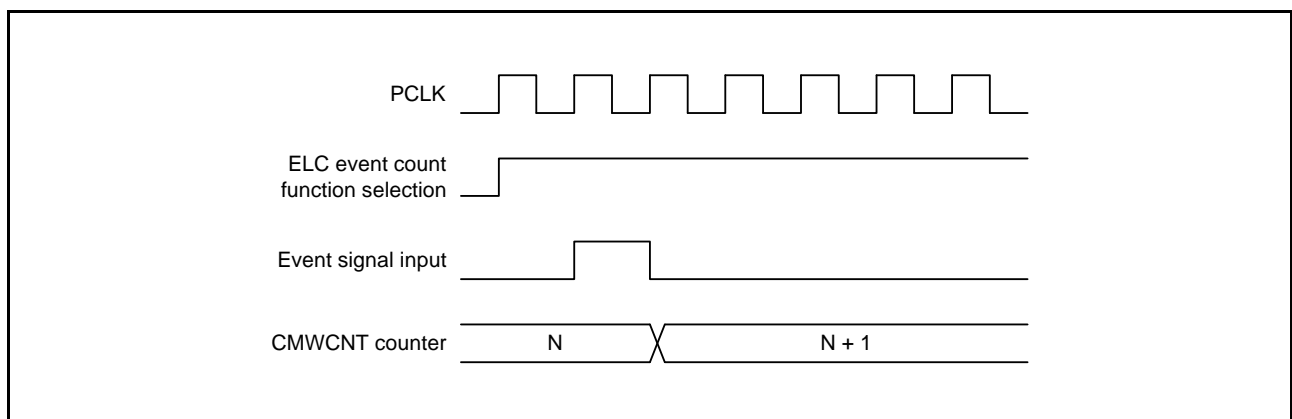 PCLK
ELC event count
function selection
Event signal input
CMWCNT counter
N
N + 1